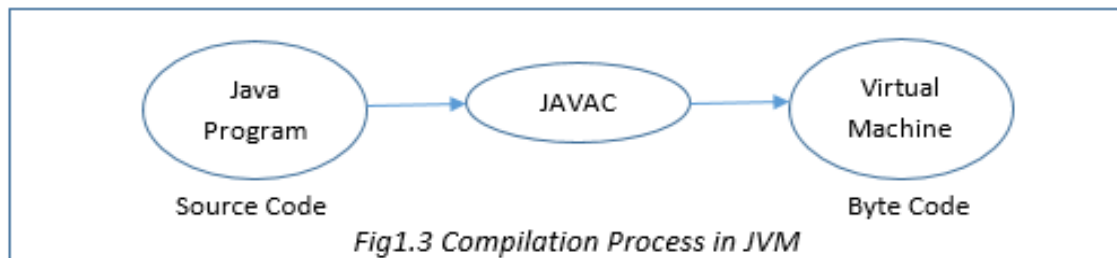 Java
Program
JAVAC
Virtual
Machine
Source Code
Byte Code
Fig1.3 Compilation Process in JVM